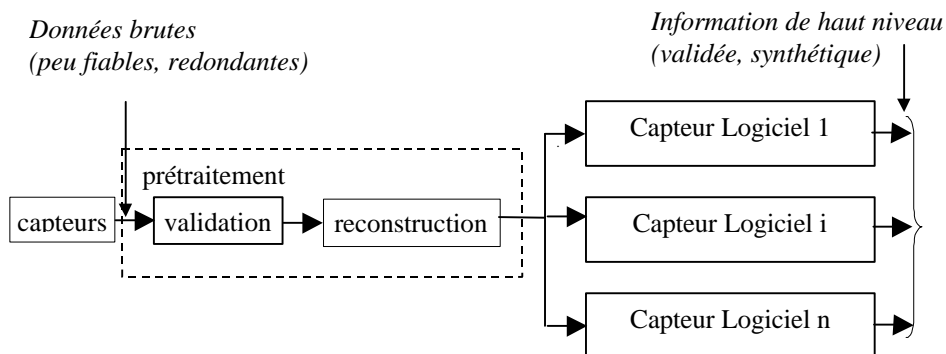 Données brutes
(peu fiables, redondantes)
Information de haut niveau
(validée, synthétique)
prétraitement
capteurs
validation
reconstruction
Capteur Logiciel 1
Capteur Logiciel i
Capteur Logiciel n